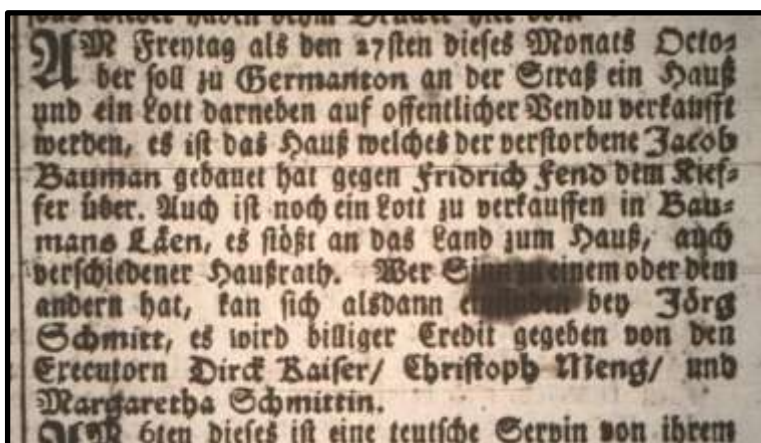 AM Freytag als den 27sten dieses Monats Octo=
ber soll zu Germanton an der Straß ein Hauß
und ein Lott darneben auf offentlicher Vendu verkaufft
werden, es ist das Hauß welches der verstorbene Jacob
Bauman gebauet hat gegen Fridrich Fend dem Kief=
fer über. Auch ist noch ein Lott zu verkauffen in Bau=
mans Läen, es stößt an das Land zum Hauß, auch
verschiedener Haußrath. Wer Sinn zu einem oder dem
andern hat, kan sich alsdann einfinden bey Jörg
Schmitt, es wird billiger Credit gegeben von den
Executorn Dirck Kaiser/ Christoph Meng/ und
Margaretha Schmittin.
6ten dieses ist eine teutsche Servin von ihrem